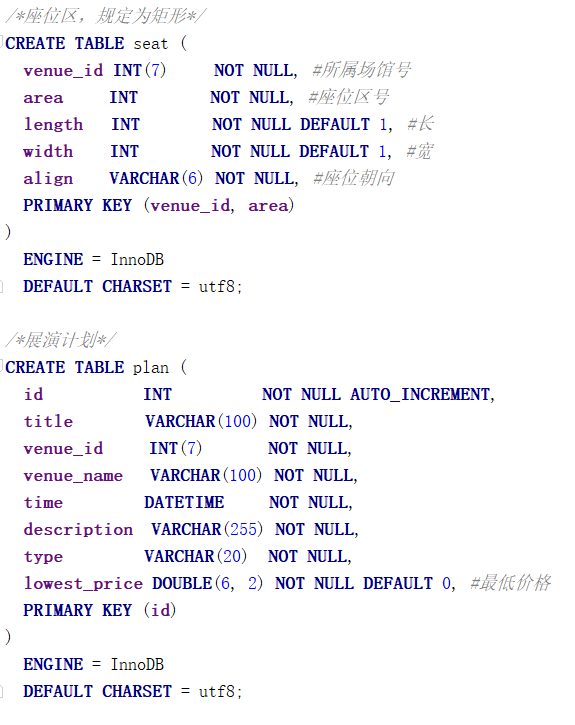 /*座位区，规定为矩形*/
CREATE TABLE seat (
venue_id INT(7) NOT NULL, #所属场馆号
area INT NOT NULL, #座位区号
length INT NOT NULL DEFAULT 1, #长
width INT NOT NULL DEFAULT 1, #宽
align VARCHAR(6) NOT NULL, #座位朝向
PRIMARY KEY (venue_id, area)
)
ENGINE = InnoDB
DEFAULT CHARSET = utf8;
/*展演计划*/
CREATE TABLE plan (
id INT NOT NULL AUTO_INCREMENT,
title VARCHAR(100) NOT NULL,
venue_id INT(7) NOT NULL,
venue_name VARCHAR(100) NOT NULL,
time DATETIME NOT NULL,
description VARCHAR(255) NOT NULL,
type VARCHAR(20) NOT NULL,
lowest_price DOUBLE(6, 2) NOT NULL DEFAULT 0, #最低价格
PRIMARY KEY (id)
)
ENGINE = InnoDB
DEFAULT CHARSET = utf8;